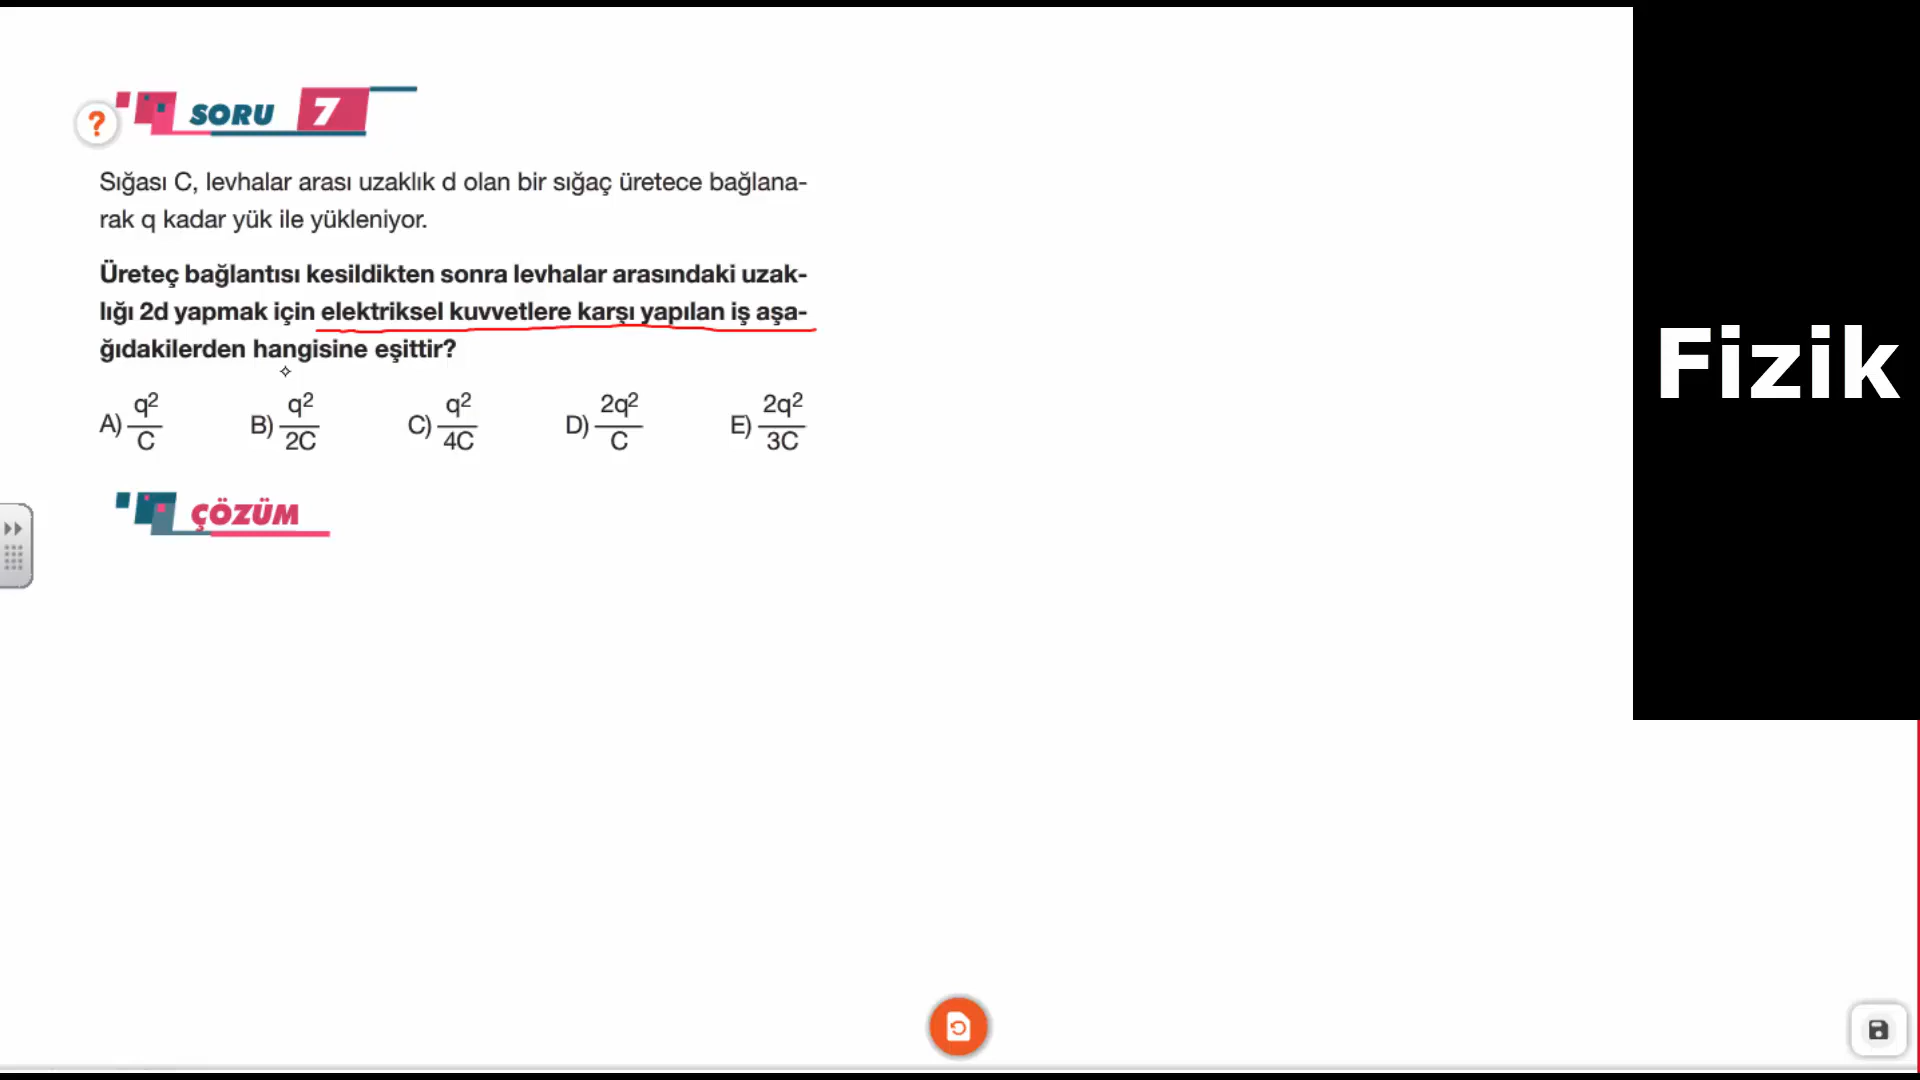 ? SORU 7
Sığası C, levhalar arası uzaklık d olan bir sığaç üretece bağlana-
rak q kadar yük ile yükleniyor.
Üreteç bağlantısı kesildikten sonra levhalar arasındaki uzak-
lığı 2d yapmak için elektriksel kuvvetlere karşı yapılan iş aşa-
ğıdakilerden hangisine eşittir?
A) q²/C B) q²/2C C) q²/4C D) 2q²/C E) 2q²/3C
ÇÖZÜM
Fizik